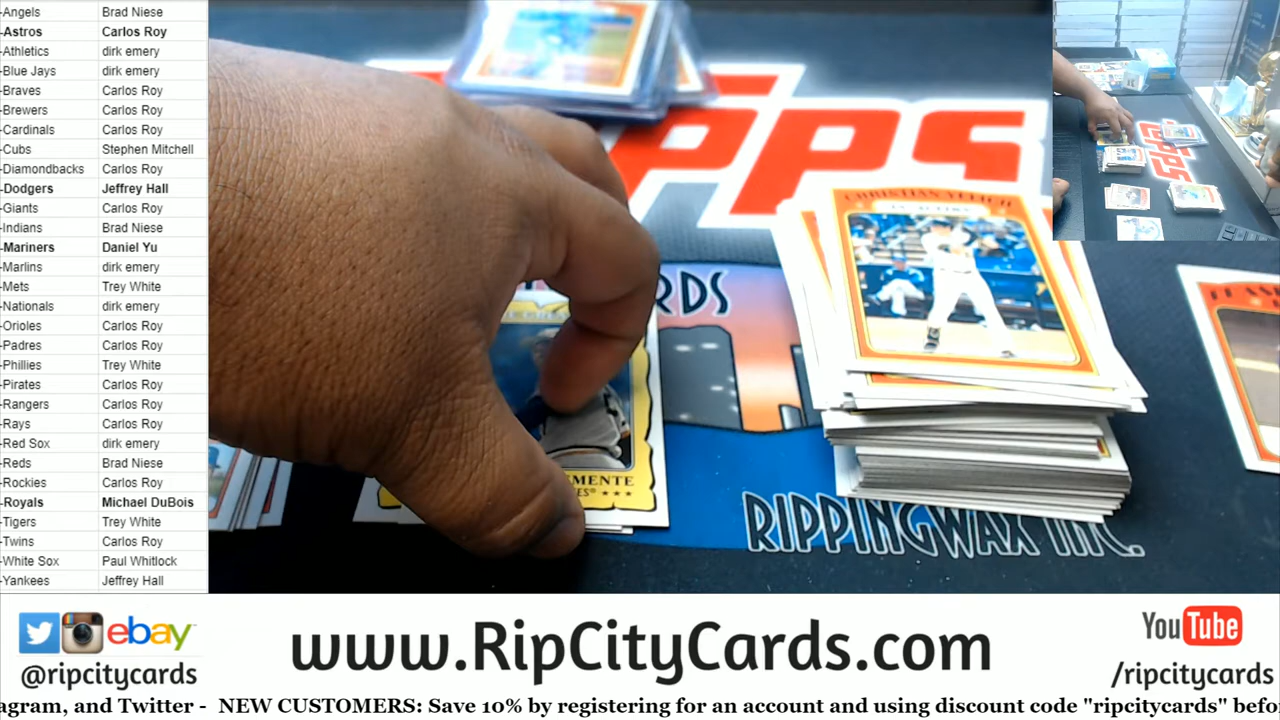 -Angels Brad Niese
-Astros Carlos Roy
-Athletics dirk emery
-Blue Jays dirk emery
-Braves Carlos Roy
-Brewers Carlos Roy
-Cardinals Carlos Roy
-Cubs Stephen Mitchell
-Diamondbacks Carlos Roy
-Dodgers Jeffrey Hall
-Giants Carlos Roy
-Indians Brad Niese
-Mariners Daniel Yu
-Marlins dirk emery
-Mets Trey White
-Nationals dirk emery
-Orioles Carlos Roy
-Padres Carlos Roy
-Phillies Trey White
-Pirates Carlos Roy
-Rangers Carlos Roy
-Rays Carlos Roy
-Red Sox dirk emery
-Reds Brad Niese
-Rockies Carlos Roy
-Royals Michael DuBois
-Tigers Trey White
-Twins Carlos Roy
-White Sox Paul Whitlock
-Yankees Jeffrey Hall
PPS
CHRISTIAN YELICH
RDS
MENTE
ES
RIPPINGWAX INC.
ebay
@ripcitycards
www.RipCityCards.com
YouTube
/ripcitycards
agram, and Twitter - NEW CUSTOMERS: Save 10% by registering for an account and using discount code "ripcitycards" befo